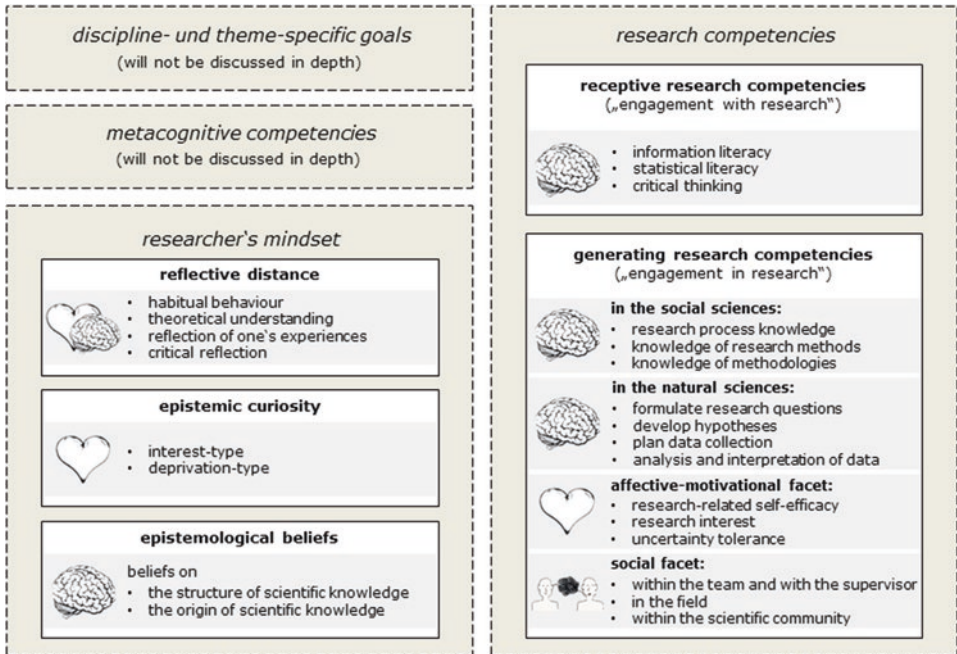 discipline- und theme-specific goals
(will not be discussed in depth)
metacognitive competencies
(will not be discussed in depth)
researcher‘s mindset
reflective distance
• habitual behaviour
• theoretical understanding
• reflection of one‘s experiences
• critical reflection
epistemic curiosity
• interest-type
• deprivation-type
epistemological beliefs
beliefs on
• the structure of scientific knowledge
• the origin of scientific knowledge
research competencies
receptive research competencies
(„engagement with research“)
• information literacy
• statistical literacy
• critical thinking
generating research competencies
(„engagement in research“)
in the social sciences:
• research process knowledge
• knowledge of research methods
• knowledge of methodologies
in the natural sciences:
• formulate research questions
• develop hypotheses
• plan data collection
• analysis and interpretation of data
affective-motivational facet:
• research-related self-efficacy
• research interest
• uncertainty tolerance
social facet:
• within the team and with the supervisor
• in the field
• within the scientific community